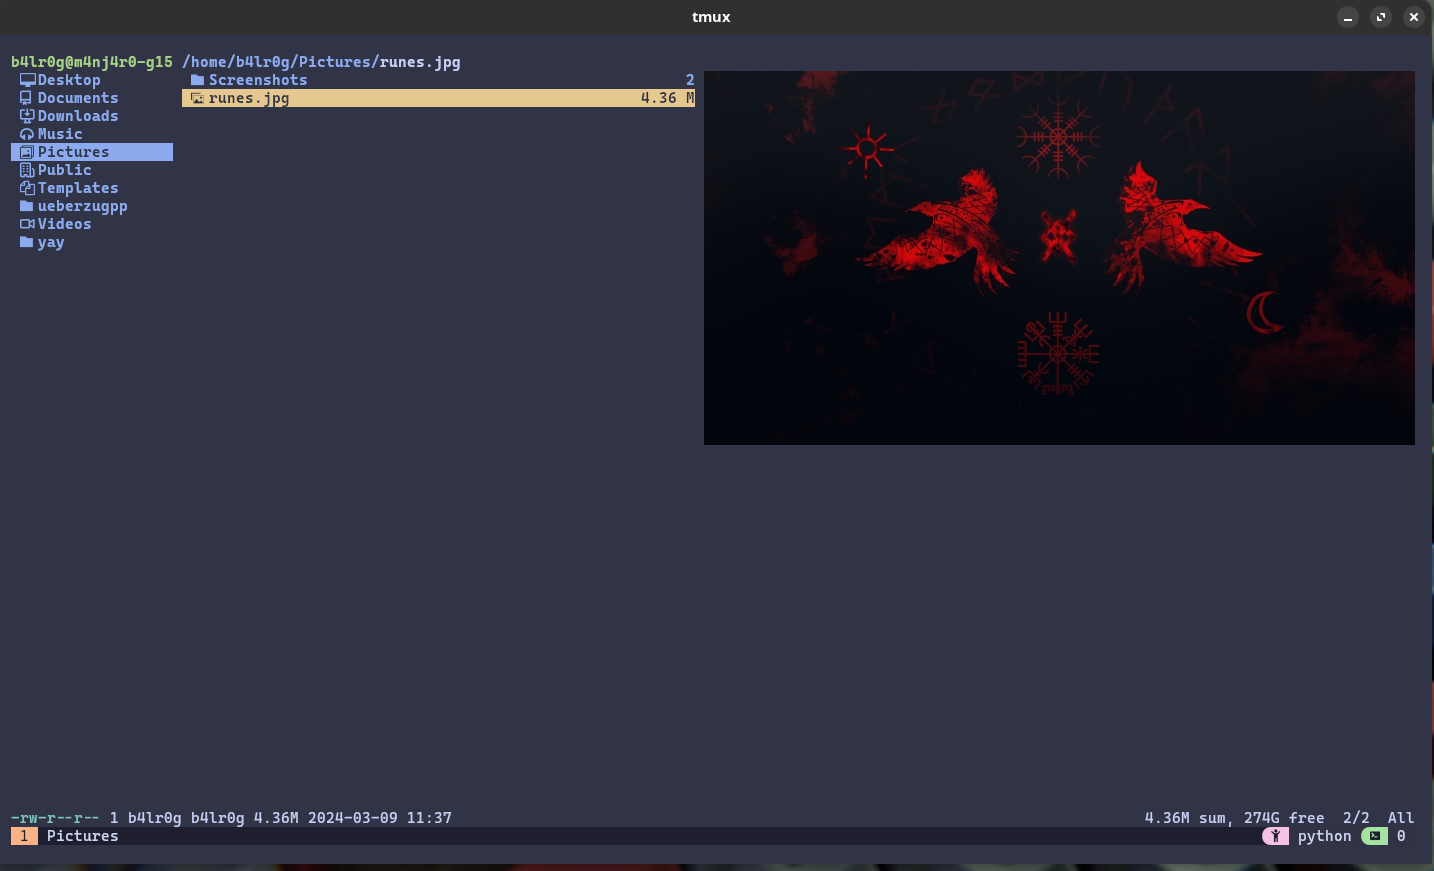 tmux
b4lr0g@m4nj4r0-g15 /home/b4lr0g/Pictures/runes.jpg
Desktop
Documents
Downloads
Music
Pictures
Public
Templates
ueberzugpp
Videos
yay
Screenshots 2
runes.jpg 4.36 M
-rw-r--r-- 1 b4lr0g b4lr0g 4.36M 2024-03-09 11:37 4.36M sum, 274G free 2/2 All
1 Pictures python 0